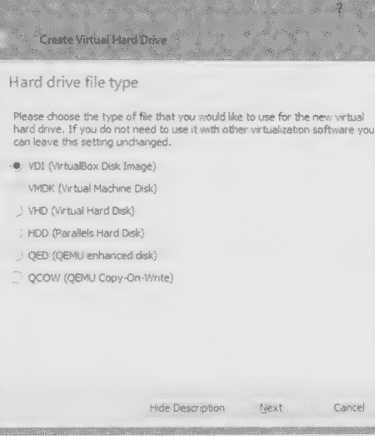 ?
Create Virtual Hard Drive
Hard drive file type
Please choose the type of file that you would like to use for the new virtual
hard drive. If you do not need to use it with other virtualization software you
can leave this setting unchanged.
VDI (VirtualBox Disk Image)
VMDK (Virtual Machine Disk)
VHD (Virtual Hard Disk)
HDD (Parallels Hard Disk)
QED (QEMU enhanced disk)
QCOW (QEMU Copy-On-Write)
Hide Description Next Cancel